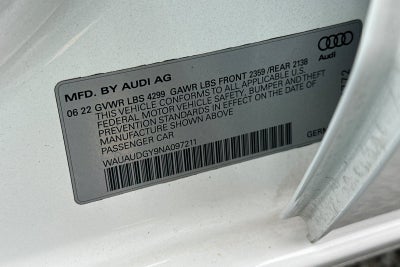 MFD. BY AUDI AG
Audi
06 22 GVWR LBS 4299 GAWR LBS FRONT 2359 /REAR 2138
THIS VEHICLE CONFORMS TO ALL APPLICABLE U.S.
FEDERAL MOTOR VEHICLE SAFETY, BUMPER AND THEFT
PREVENTION STANDARDS IN EFFECT ON THE DATE OF
MANUFACTURE SHOWN ABOVE
PASSENGER CAR
WAUAUDGY9NA097211
GERM